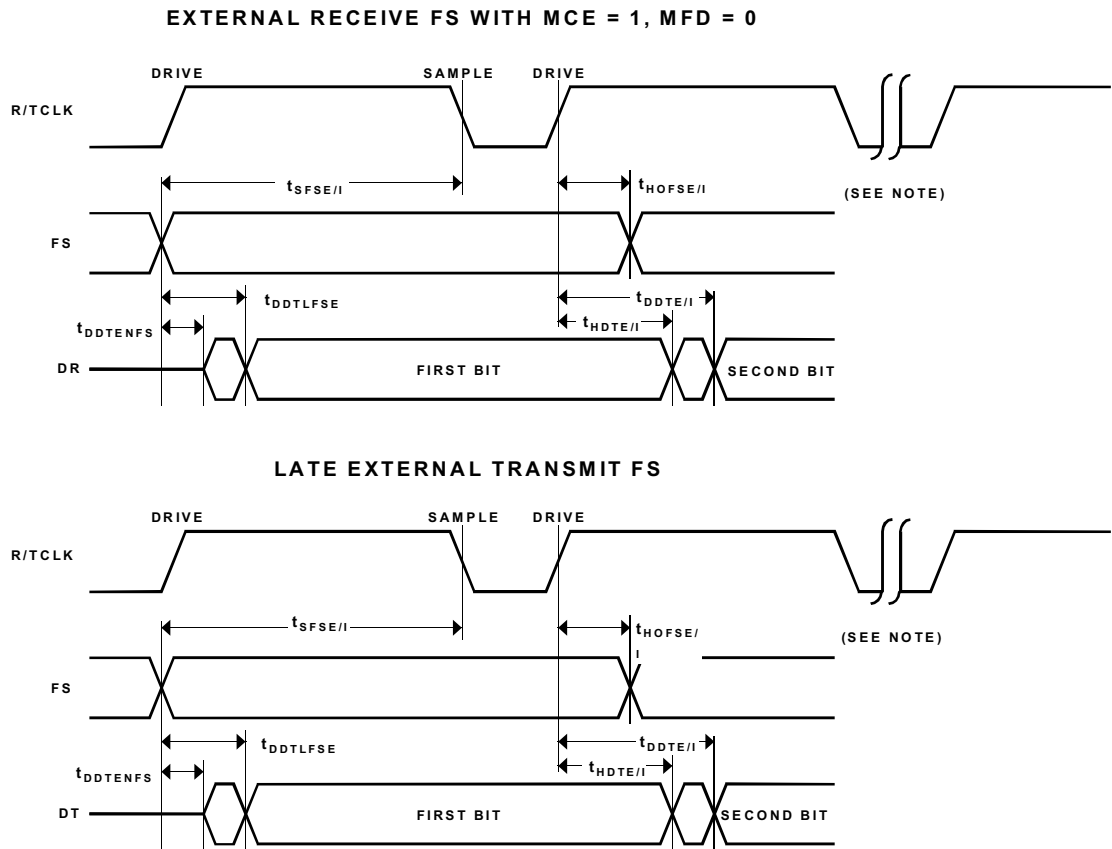 EXTERNAL RECEIVE FS WITH MCE = 1, MFD = 0
DRIVE SAMPLE DRIVE
R/TCLK
tSFSE/I tHOFSE/I
(SEE NOTE)
FS
tDDTLFSE tDDTE/I
tDDTENFS tHDTE/I
DR FIRST BIT SECOND BIT
LATE EXTERNAL TRANSMIT FS
DRIVE SAMPLE DRIVE
R/TCLK
tSFSE/I tHOFSE/
I
(SEE NOTE)
FS
tDDTLFSE tDDTE/I
tDDTENFS tHDTE/I
DT FIRST BIT SECOND BIT